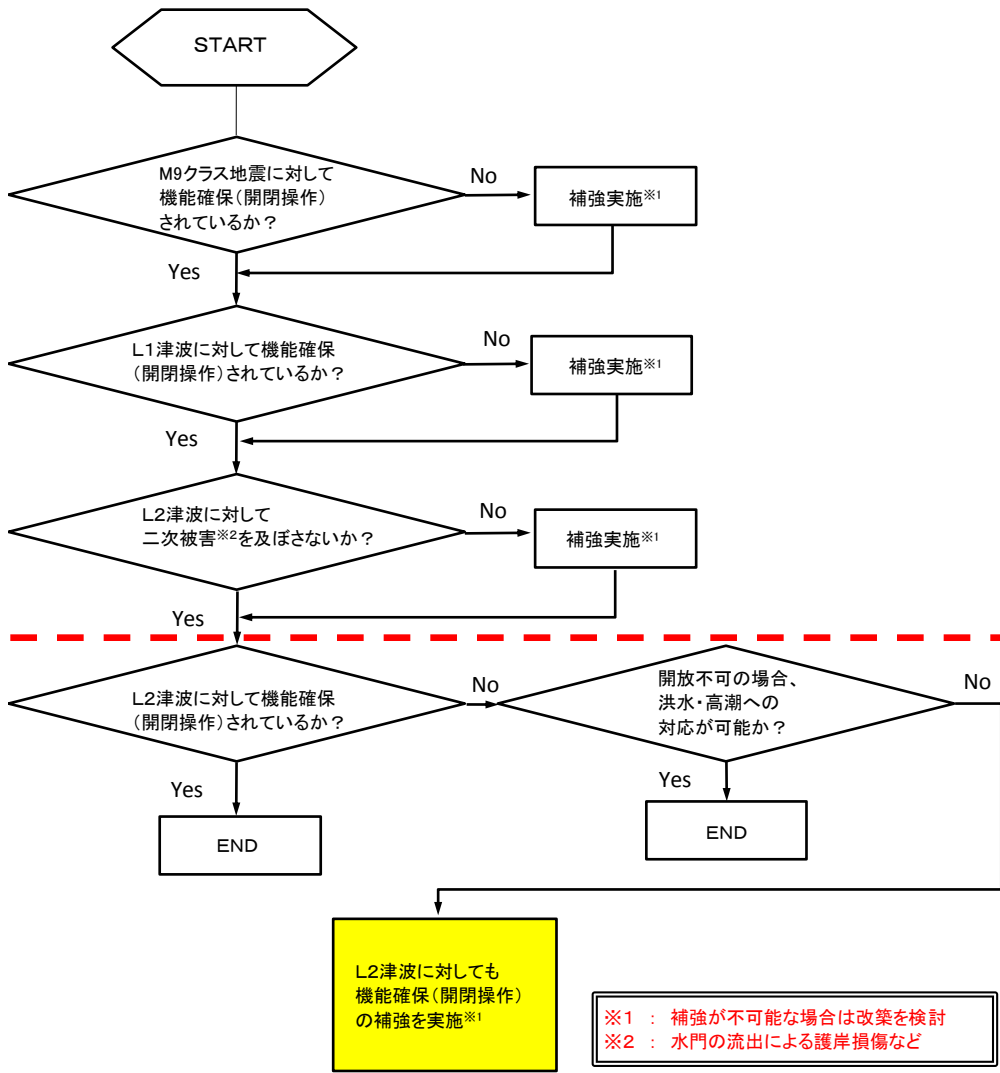 START
M9クラス地震に対して
機能確保(開閉操作)
されているか?
No
補強実施※1
Yes
L1津波に対して機能確保
(開閉操作)されているか?
No
補強実施※1
Yes
L2津波に対して
二次被害※2を及ぼさないか?
No
補強実施※1
Yes
L2津波に対して機能確保
(開閉操作)されているか?
No
開放不可の場合、
洪水・高潮への
対応が可能か?
No
Yes
END
Yes
END
L2津波に対しても
機能確保(開閉操作)
の補強を実施※1
※1 : 補強が不可能な場合は改築を検討
※2 : 水門の流出による護岸損傷など